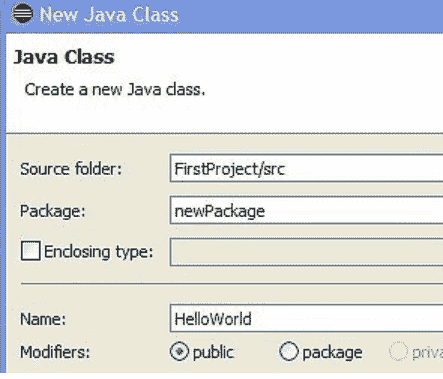 New Java Class
Java Class
Create a new Java class.
Source folder: FirstProject/src
Package: newPackage
Enclosing type:
Name: HelloWorld
Modifiers: public package priva